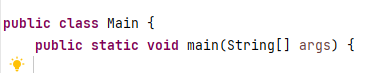 public class Main {
    public static void main(String[] args) {